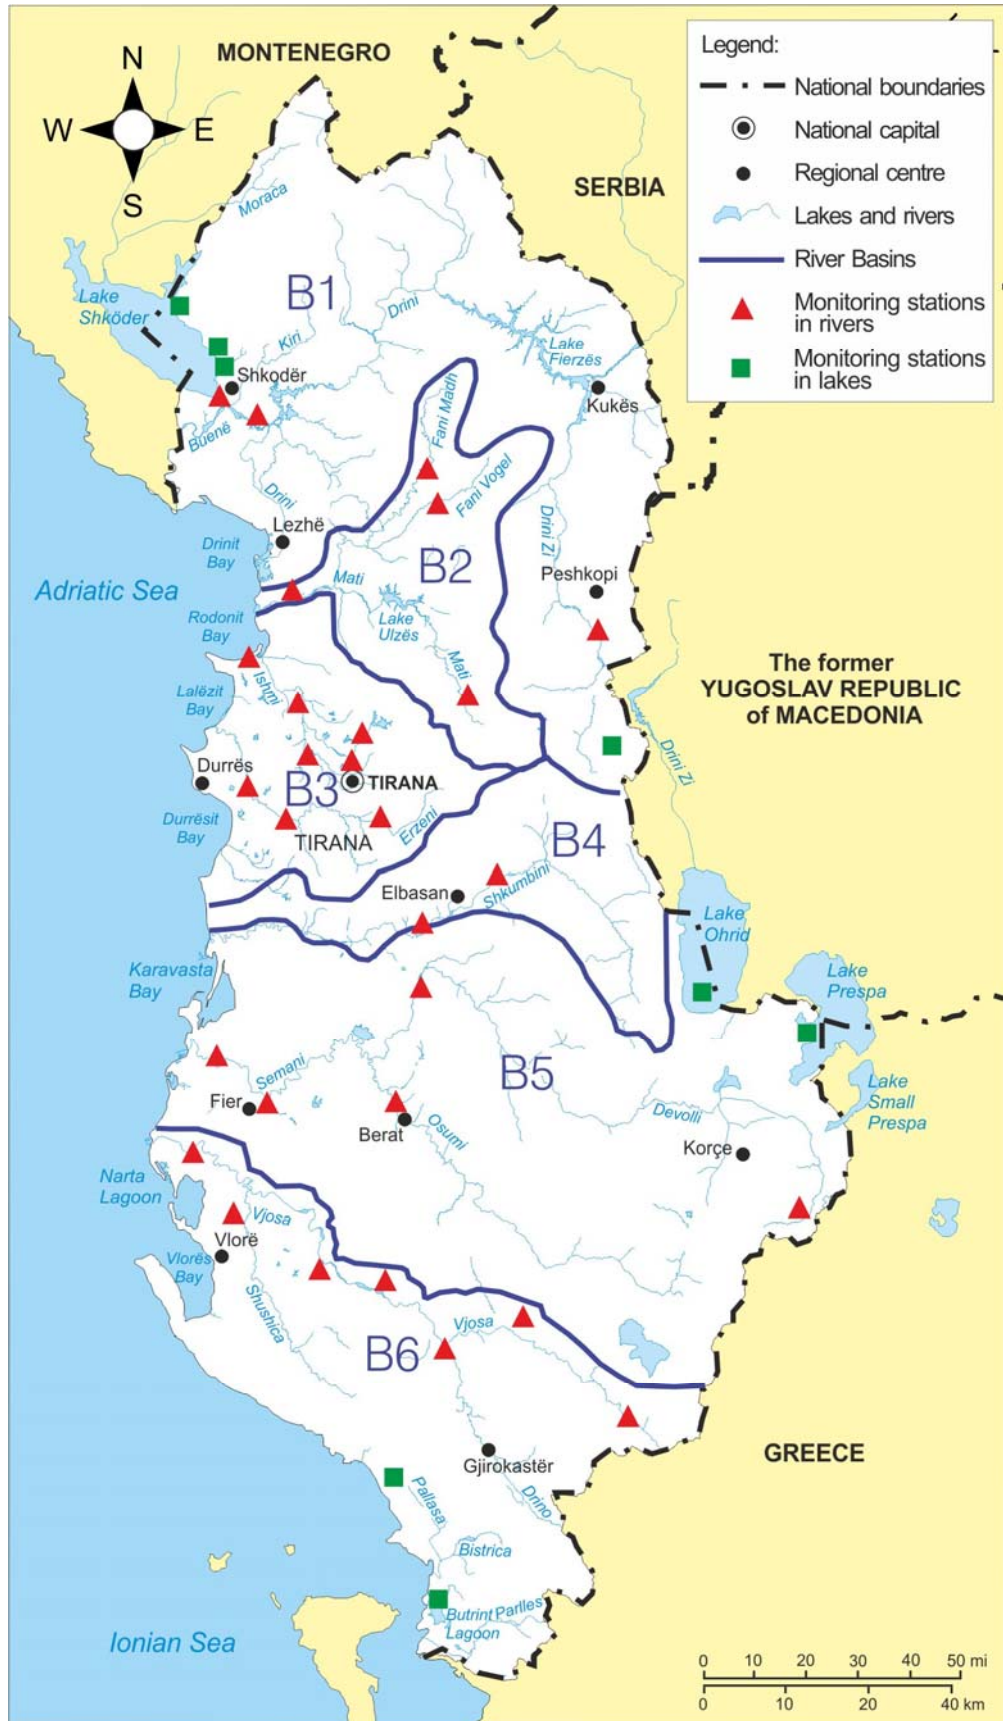 MONTENEGRO
Legend:
National boundaries
National capital
Regional centre
Lakes and rivers
River Basins
Monitoring stations
in rivers
Monitoring stations
in lakes
N
W
E
S
SERBIA
Moraca
Lake
Shköder
B1
Drini
Kiri
Lake
Fierzës
Shkodër
Kukës
Buenë
Fani Madh
Fani Vogel
Drini
Drini Zi
Lezhë
Drinit
Bay
B2
Mati
Peshkopi
Adriatic Sea
Lake
Ulzës
Rodonit
Bay
Ishmi
Mati
The former
YUGOSLAV REPUBLIC
of MACEDONIA
Lalëzit
Bay
Drini Zi
Durrës
B3
TIRANA
Durrësit
Bay
TIRANA
Erzeni
B4
Elbasan
Shkumbini
Lake
Ohrid
Karavasta
Bay
Lake
Prespa
Semani
B5
Fier
Berat
Osumi
Devolli
Lake
Small
Prespa
Korçe
Narta
Lagoon
Vjosa
Vlorë
Vlorës
Bay
Shushica
Vjosa
B6
GREECE
Gjirokastër
Drino
Pallasa
Bistrica
Butrint Parlles
Lagoon
Ionian Sea
0 10 20 30 40 50 mi
0 10 20 40 km